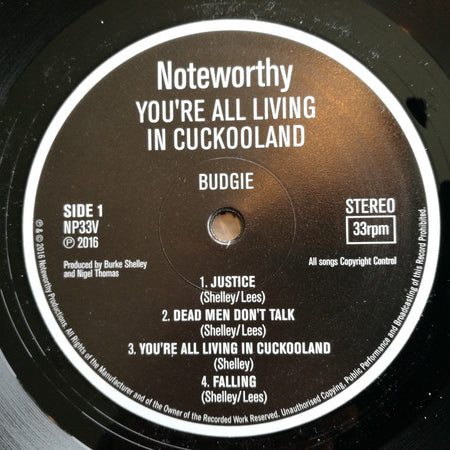 Noteworthy
YOU'RE ALL LIVING
IN CUCKOOLAND
BUDGIE
SIDE 1
NP33V
℗ 2016
STEREO
33rpm
Produced by Burke Shelley
and Nigel Thomas
All songs Copyright Control
1. JUSTICE
(Shelley/Lees)
2. DEAD MEN DON'T TALK
(Shelley/Lees)
3. YOU'RE ALL LIVING IN CUCKOOLAND
(Shelley)
4. FALLING
(Shelley/Lees)
℗ & © 2016 Noteworthy Productions. All Rights of the Manufacturer and of the Owner of the Recorded Work Reserved. Unauthorised Copying, Public Performance and Broadcasting of this Record Prohibited.